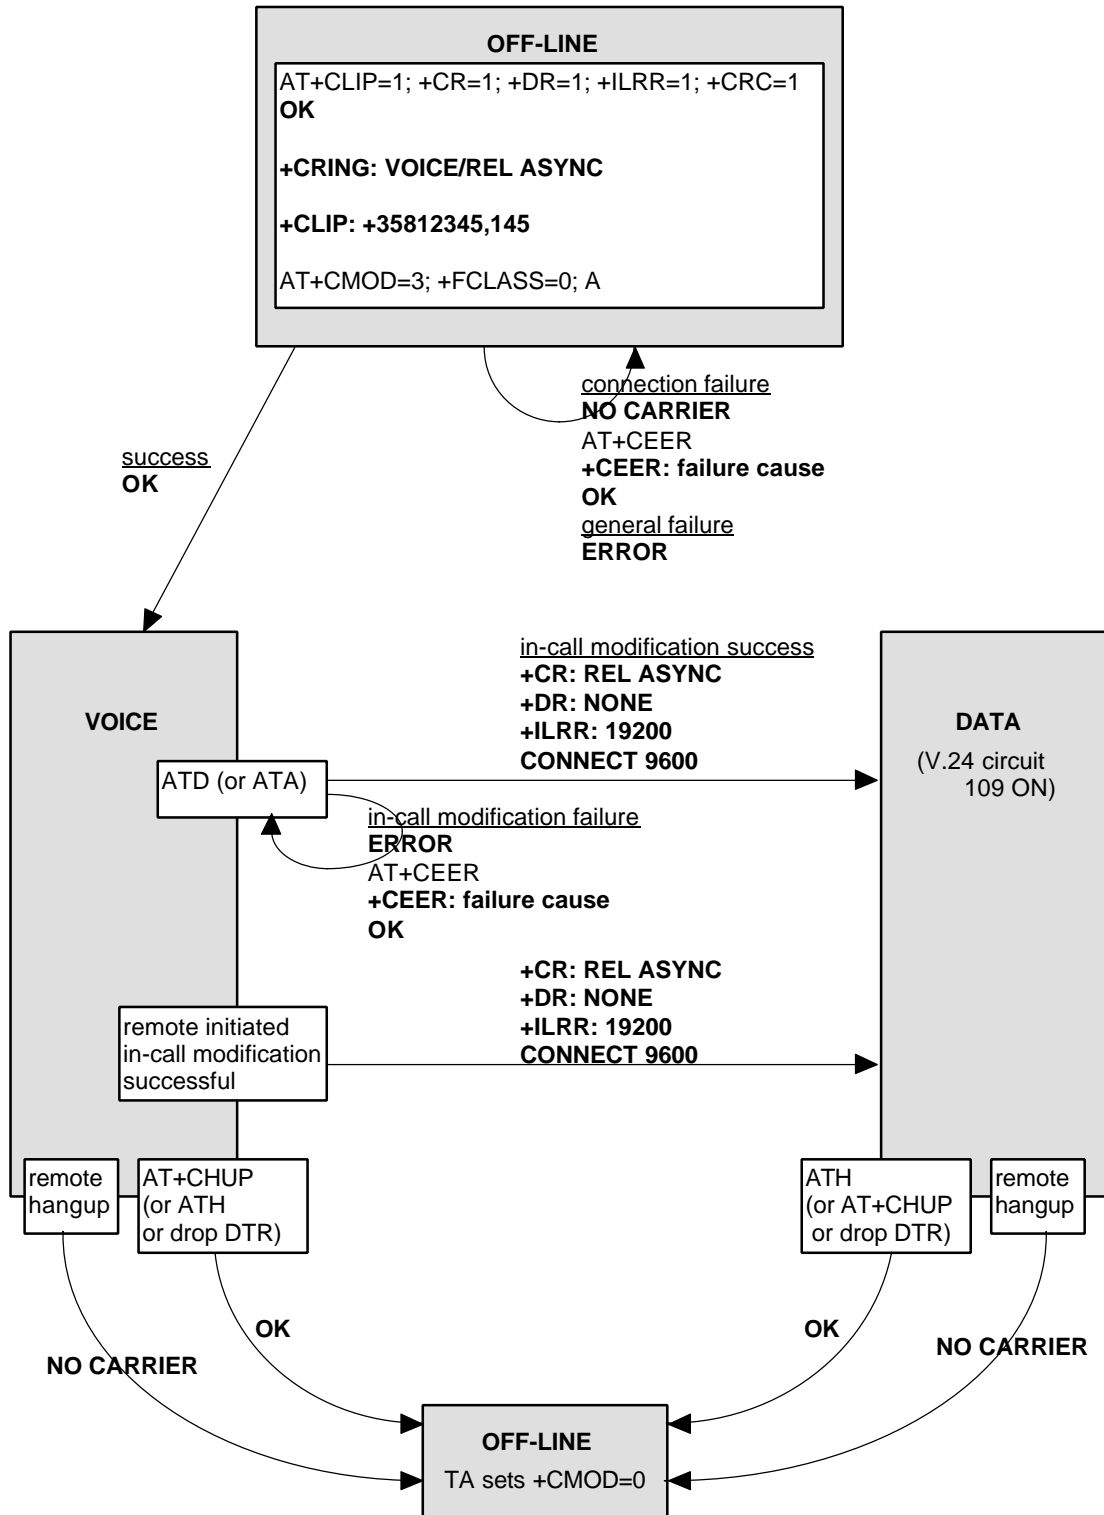 OFF-LINE
AT+CLIP=1; +CR=1; +DR=1; +ILRR=1; +CRC=1
OK
+CRING: VOICE/REL ASYNC
+CLIP: +35812345,145
AT+CMOD=3; +FCLASS=0; A
connection failure
NO CARRIER
AT+CEER
+CEER: failure cause
OK
general failure
ERROR
success
OK
VOICE
ATD (or ATA)
in-call modification success
+CR: REL ASYNC
+DR: NONE
+ILRR: 19200
CONNECT 9600
DATA
(V.24 circuit
109 ON)
in-call modification failure
ERROR
AT+CEER
+CEER: failure cause
OK
remote initiated
in-call modification
successful
+CR: REL ASYNC
+DR: NONE
+ILRR: 19200
CONNECT 9600
remote
hangup
AT+CHUP
(or ATH
or drop DTR)
ATH
(or AT+CHUP
or drop DTR)
remote
hangup
OK
NO CARRIER
OK
NO CARRIER
OFF-LINE
TA sets +CMOD=0